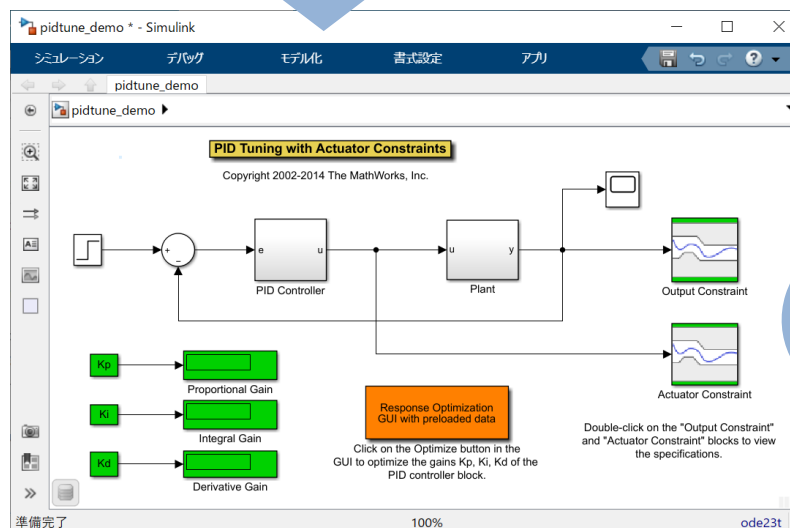 pidtune_demo * - Simulink
シミュレーション デバッグ モデル化 書式設定 アプリ
pidtune_demo
pidtune_demo
PID Tuning with Actuator Constraints
Copyright 2002-2014 The MathWorks, Inc.
+
−
e u
PID Controller
u y
Plant
Output Constraint
Actuator Constraint
Kp
Proportional Gain
Ki
Integral Gain
Kd
Derivative Gain
Response Optimization
GUI with preloaded data
Click on the Optimize button in the
GUI to optimize the gains Kp, Ki, Kd of the
PID controller block.
Double-click on the "Output Constraint"
and "Actuator Constraint" blocks to view
the specifications.
準備完了 100% ode23t